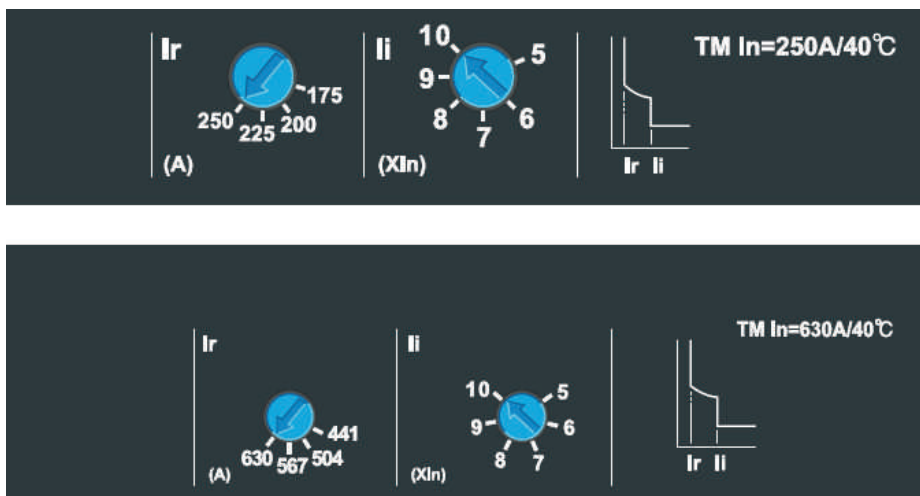 Ir
250
225
200
175
(A)
Ii
10
9
8
7
6
5
(XIn)
TM In=250A/40℃
Ir Ii
Ir
630
567
504
441
(A)
Ii
10
9
8
7
6
5
(XIn)
TM In=630A/40℃
Ir Ii